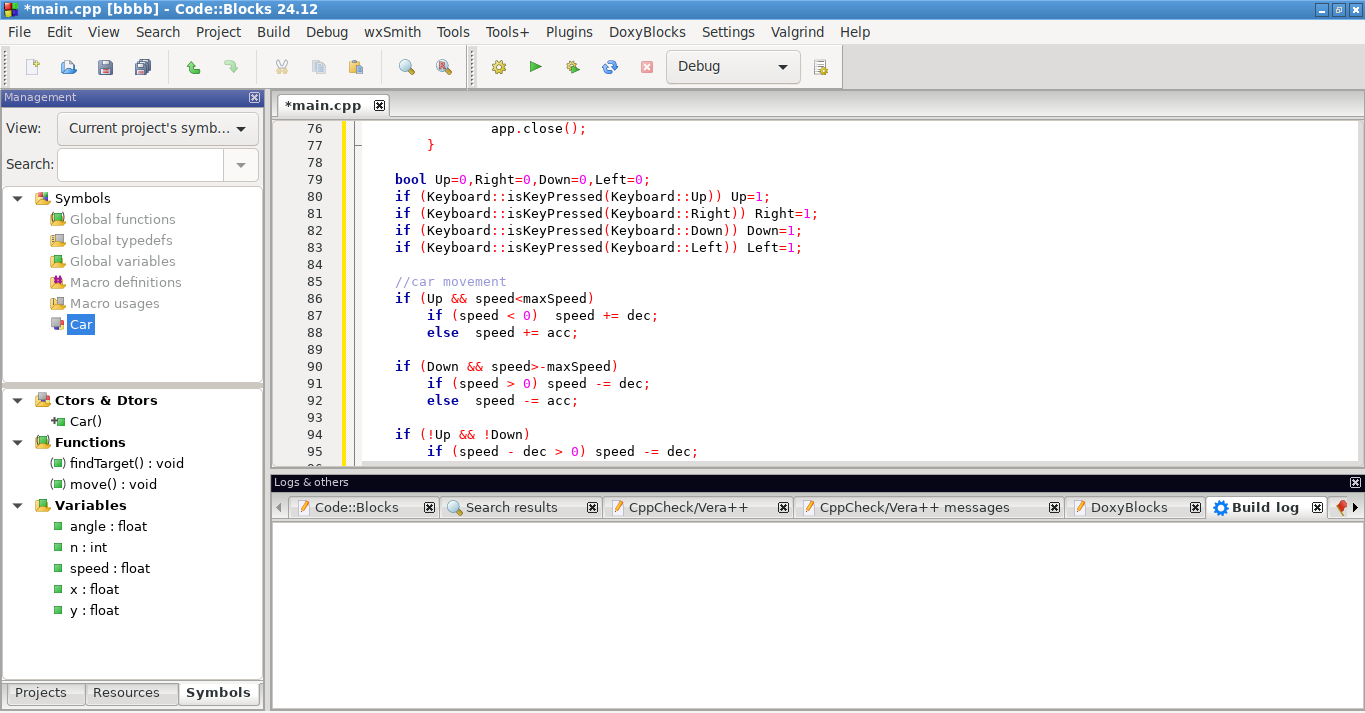 *main.cpp [bbbb] - Code::Blocks 24.12
File Edit View Search Project Build Debug wxSmith Tools Tools+ Plugins DoxyBlocks Settings Valgrind Help
Debug
Management
View: Current project's symb...
Search:
Symbols
Global functions
Global typedefs
Global variables
Macro definitions
Macro usages
Car
Ctors & Dtors
Car()
Functions
findTarget() : void
move() : void
Variables
angle : float
n : int
speed : float
x : float
y : float
Projects Resources Symbols
*main.cpp
76 app.close();
77 }
78
79 bool Up=0,Right=0,Down=0,Left=0;
80 if (Keyboard::isKeyPressed(Keyboard::Up)) Up=1;
81 if (Keyboard::isKeyPressed(Keyboard::Right)) Right=1;
82 if (Keyboard::isKeyPressed(Keyboard::Down)) Down=1;
83 if (Keyboard::isKeyPressed(Keyboard::Left)) Left=1;
84
85 //car movement
86 if (Up && speed<maxSpeed)
87 if (speed < 0)  speed += dec;
88 else  speed += acc;
89
90 if (Down && speed>-maxSpeed)
91 if (speed > 0) speed -= dec;
92 else  speed -= acc;
93
94 if (!Up && !Down)
95 if (speed - dec > 0) speed -= dec;
Logs & others
Code::Blocks Search results CppCheck/Vera++ CppCheck/Vera++ messages DoxyBlocks Build log